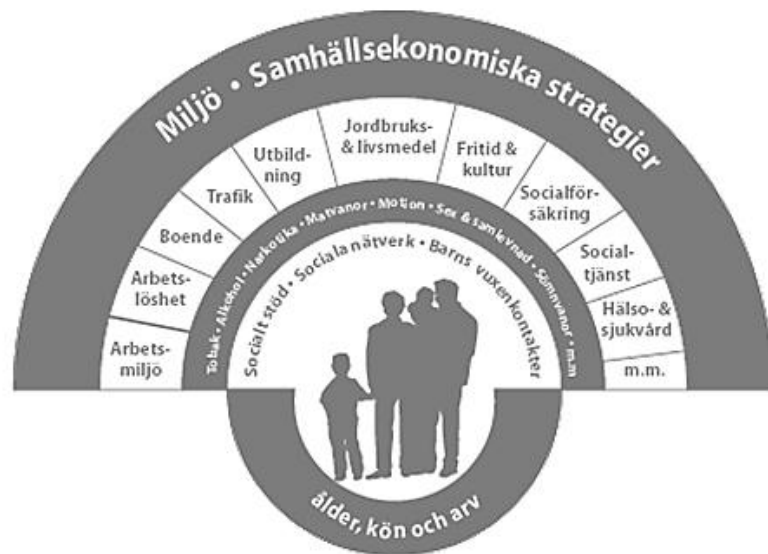 Miljö • Samhällsekonomiska strategier
Arbets-
miljö
Arbets-
löshet
Boende
Trafik
Utbild-
ning
Jordbruks-
& livsmedel
Fritid &
kultur
Socialför-
säkring
Social-
tjänst
Hälso- &
sjukvård
m.m.
Tobak • Alkohol • Narkotika • Matvanor • Motion • Sex & samlevnad • Sömnvanor • m.m
Socialt stöd • Sociala nätverk • Barns vuxenkontakter
ålder, kön och arv